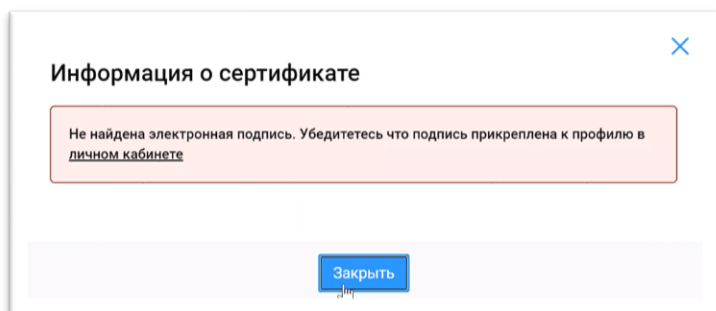 Информация о сертификате
Не найдена электронная подпись. Убедитетесь что подпись прикреплена к профилю в
личном кабинете
Закрыть